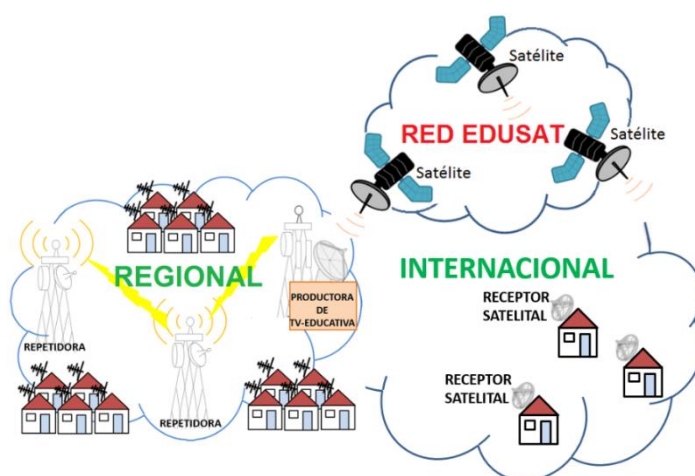 Satélite
RED EDUSAT
Satélite
Satélite
REGIONAL
INTERNACIONAL
PRODUCTORA
DE
TV-EDUCATIVA
RECEPTOR
SATELITAL
REPETIDORA
RECEPTOR
SATELITAL
REPETIDORA